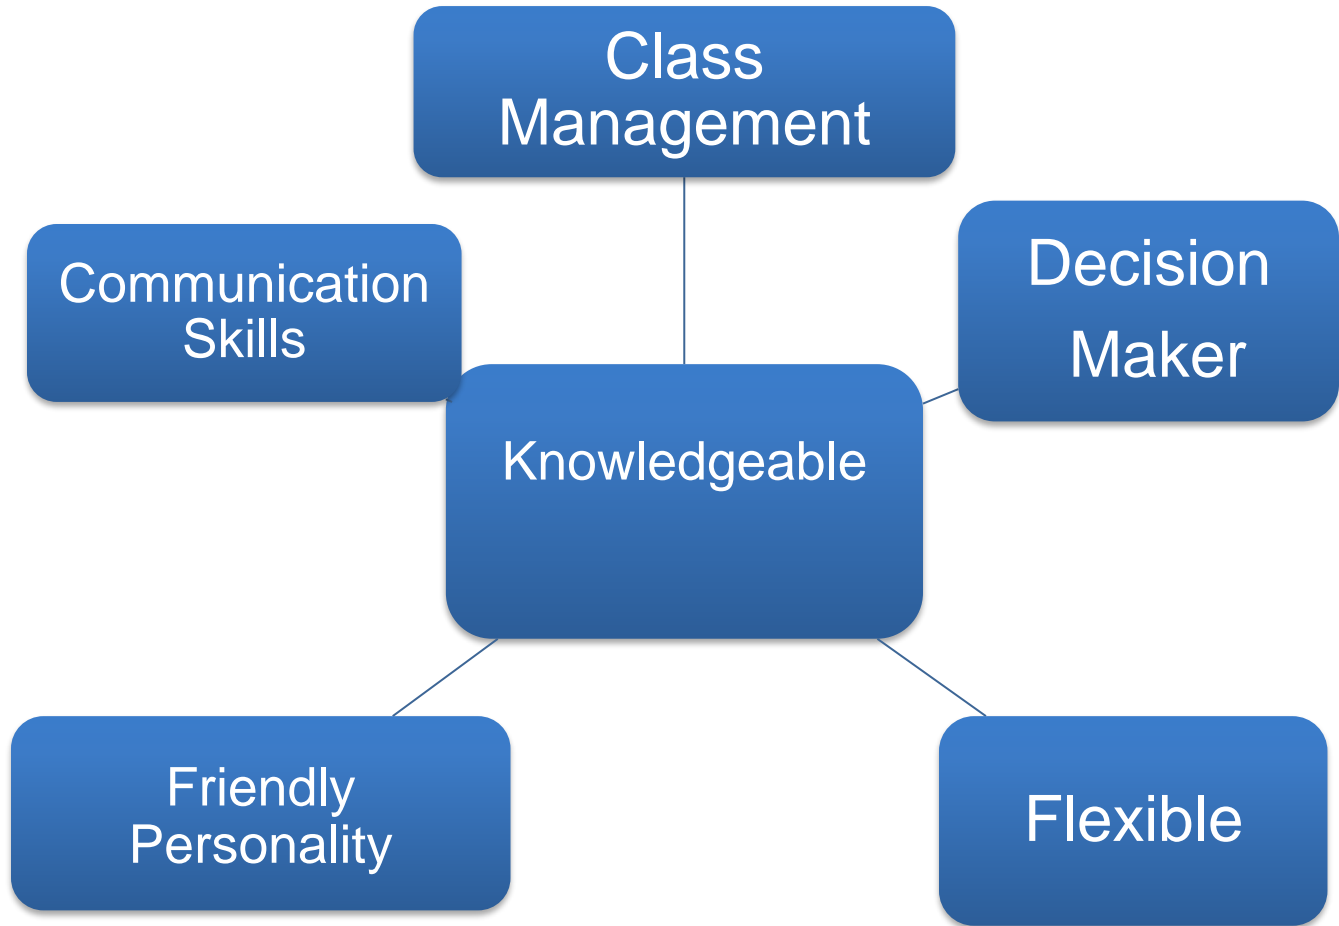 Class
Management
Communication
Skills
Decision
Maker
Knowledgeable
Friendly
Personality
Flexible